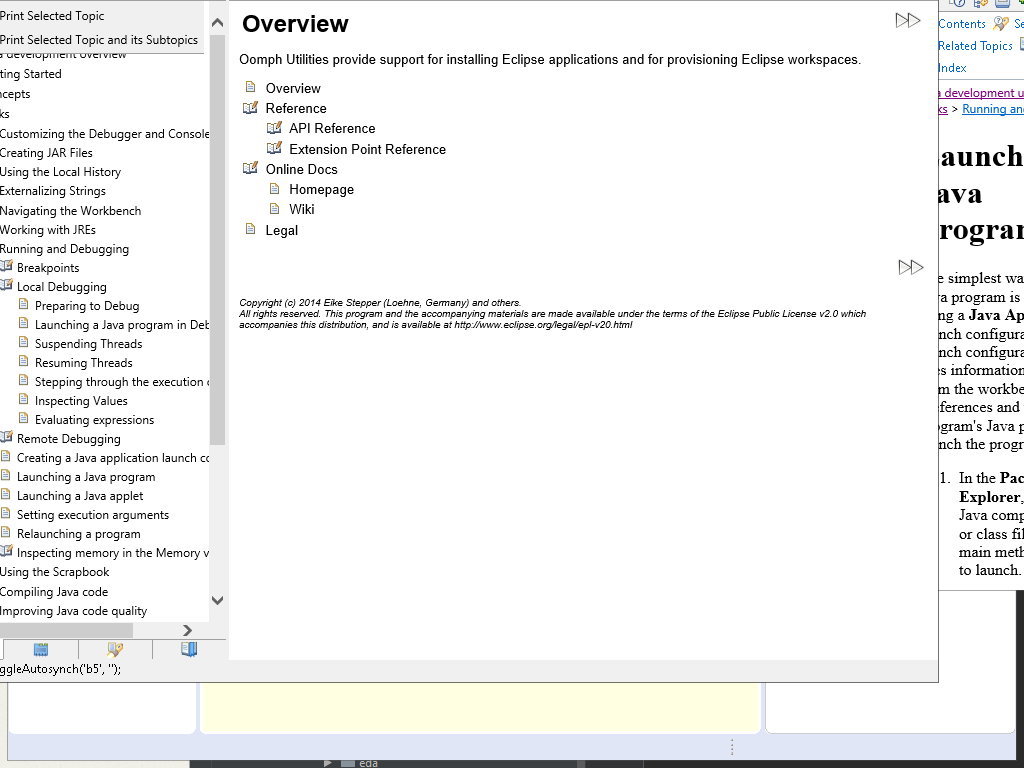 Print Selected Topic
Print Selected Topic and its Subtopics
development overview
ting Started
ncepts
ks
Customizing the Debugger and Console
Creating JAR Files
Using the Local History
Externalizing Strings
Navigating the Workbench
Working with JREs
Running and Debugging
Breakpoints
Local Debugging
Preparing to Debug
Launching a Java program in Deb
Suspending Threads
Resuming Threads
Stepping through the execution
Inspecting Values
Evaluating expressions
Remote Debugging
Creating a Java application launch co
Launching a Java program
Launching a Java applet
Setting execution arguments
Relaunching a program
Inspecting memory in the Memory v
Using the Scrapbook
Compiling Java code
Improving Java code quality
ggleAutosynch('b5', '');
Overview
Oomph Utilities provide support for installing Eclipse applications and for provisioning Eclipse workspaces.
Overview
Reference
API Reference
Extension Point Reference
Online Docs
Homepage
Wiki
Legal
Copyright (c) 2014 Eike Stepper (Loehne, Germany) and others.
All rights reserved. This program and the accompanying materials are made available under the terms of the Eclipse Public License v2.0 which
accompanies this distribution, and is available at http://www.eclipse.org/legal/epl-v20.html
Contents Se
Related Topics
Index
a development u
ks > Running an
aunch
ava
rogran
e simplest wa
va program is
ng a Java Ap
nch configura
nch configura
es information
m the workbe
ferences and
ogram's Java p
nch the progr
1. In the Pac
Explorer,
Java comp
or class fil
main meth
to launch.
eda